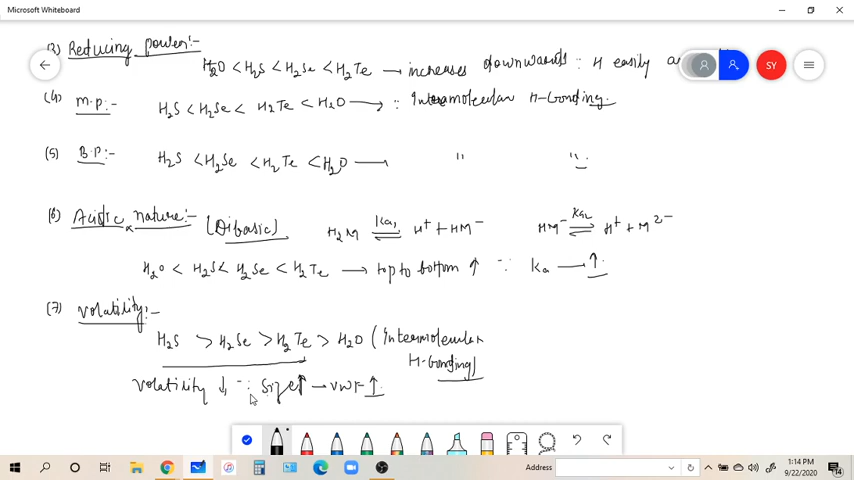 Microsoft Whiteboard
(3) Reducing power:-
H2O < H2S < H2Se < H2Te → increases downwards ∵ H easily
SY
(4) M.p:- H2S < H2Se < H2Te < H2O → ∵ Intermolecular H-bonding.
(5) B.P:- H2S < H2Se < H2Te < H2O → " "
(6) Acidic nature:- (Dibasic) H2M ⇌ Ka1 H+ + HM- HM- ⇌ Ka2 H+ + M2-
H2O < H2S < H2Se < H2Te → top to bottom ↑ ∵ Ka → ↑
(7) Volatility:-
H2S > H2Se > H2Te > H2O (Intermolecular
H-bonding)
Volatility ↓ ∵ Size↑ → VWF ↑.
Address
1:14 PM
9/22/2020
14